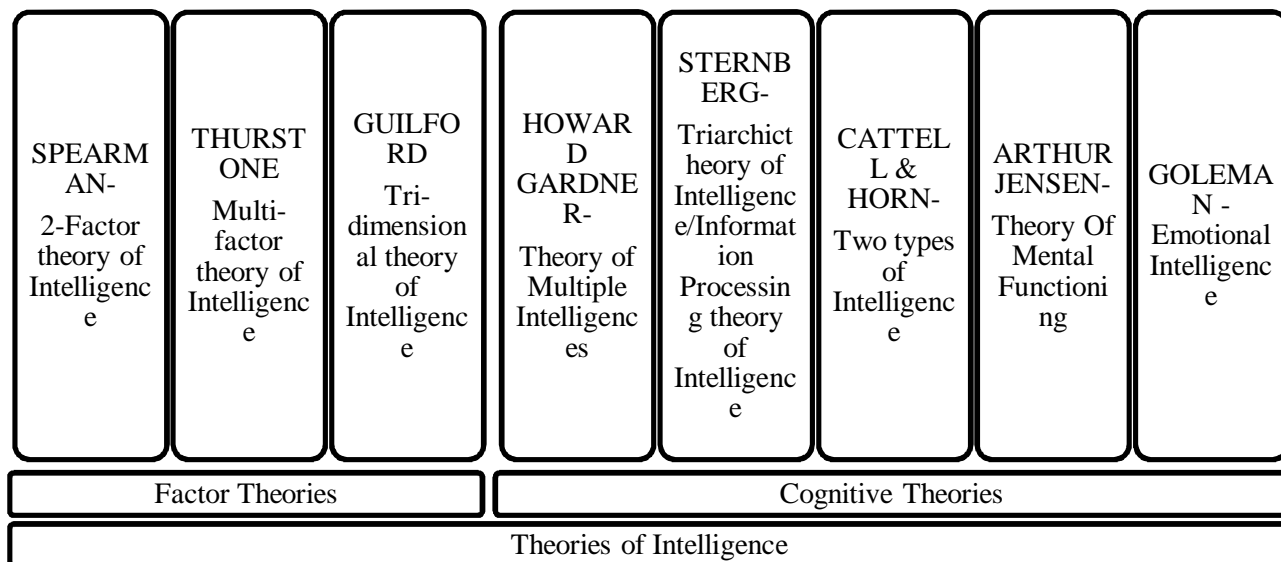 SPEARM
AN-
2-Factor
theory of
Intelligenc
e
THURST
ONE
Multi-
factor
theory of
Intelligenc
e
GUILFO
RD
Tri-
dimension
al theory
of
Intelligenc
e
HOWAR
D
GARDNE
R-
Theory of
Multiple
Intelligenc
es
STERNB
ERG-
Triarchict
heory of
Intelligenc
e/Informat
ion
Processin
g theory
of
Intelligenc
e
CATTEL
L &
HORN-
Two types
of
Intelligenc
e
ARTHUR
JENSEN-
Theory Of
Mental
Functioni
ng
GOLEMA
N -
Emotional
Intelligenc
e
Factor Theories
Cognitive Theories
Theories of Intelligence